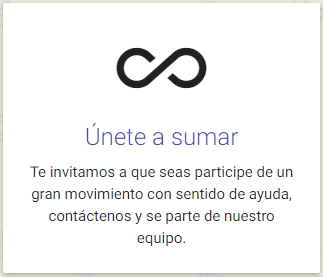 Únete a sumar
Te invitamos a que seas participe de un
gran movimiento con sentido de ayuda,
contáctenos y se parte de nuestro
equipo.